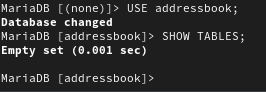 MariaDB [(none)]> USE addressbook;
Database changed
MariaDB [addressbook]> SHOW TABLES;
Empty set (0.001 sec)
MariaDB [addressbook]>